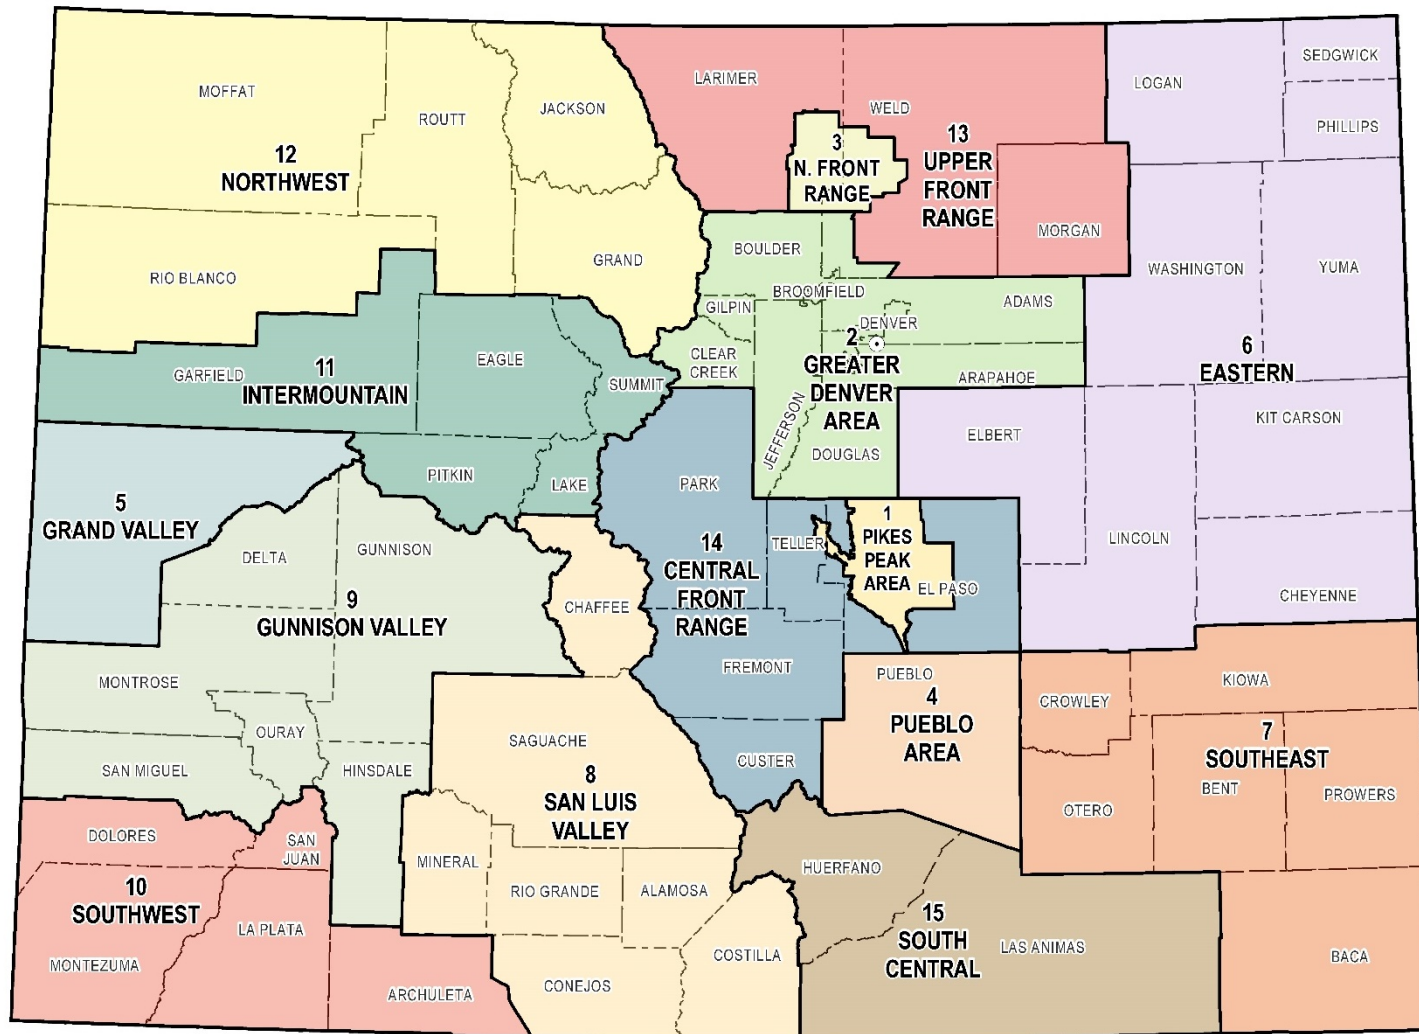 MOFFAT
ROUTT
JACKSON
LARIMER
WELD
LOGAN
SEDGWICK
PHILLIPS
12
NORTHWEST
3
N. FRONT
RANGE
13
UPPER
FRONT
RANGE
MORGAN
RIO BLANCO
GRAND
BOULDER
WASHINGTON
YUMA
BROOMFIELD
ADAMS
GILPIN
DENVER
CLEAR
CREEK
2
GREATER
DENVER
AREA
ARAPAHOE
6
EASTERN
GARFIELD
11
INTERMOUNTAIN
EAGLE
SUMMIT
JEFFERSON
DOUGLAS
ELBERT
KIT CARSON
PITKIN
LAKE
PARK
5
GRAND VALLEY
DELTA
GUNNISON
14
CENTRAL
FRONT
RANGE
TELLER
1
PIKES
PEAK
AREA
EL PASO
LINCOLN
CHEYENNE
9
GUNNISON VALLEY
CHAFFEE
FREMONT
PUEBLO
4
PUEBLO
AREA
CROWLEY
KIOWA
MONTROSE
OURAY
SAN MIGUEL
HINSDALE
SAGUACHE
8
SAN LUIS
VALLEY
CUSTER
7
SOUTHEAST
OTERO
BENT
PROWERS
DOLORES
SAN
JUAN
MINERAL
RIO GRANDE
ALAMOSA
HUERFANO
10
SOUTHWEST
LA PLATA
MONTEZUMA
ARCHULETA
CONEJOS
COSTILLA
15
SOUTH
CENTRAL
LAS ANIMAS
BACA